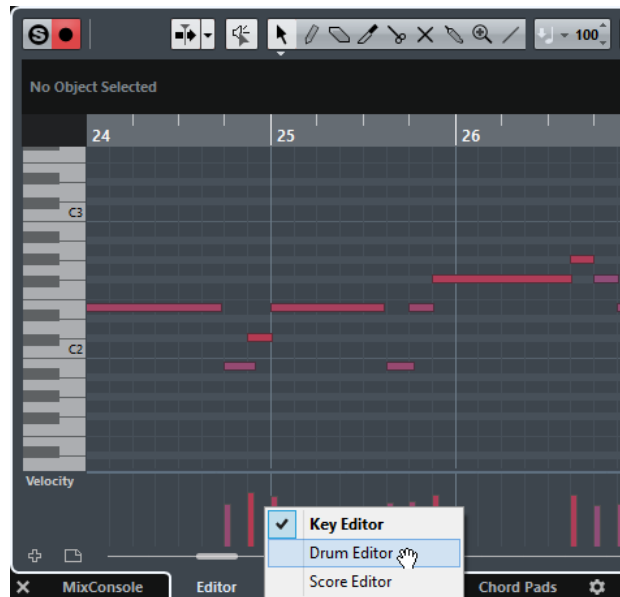 S
100
No Object Selected
24 25 26
C3
C2
Velocity
Key Editor
Drum Editor
Score Editor
MixConsole Editor Chord Pads